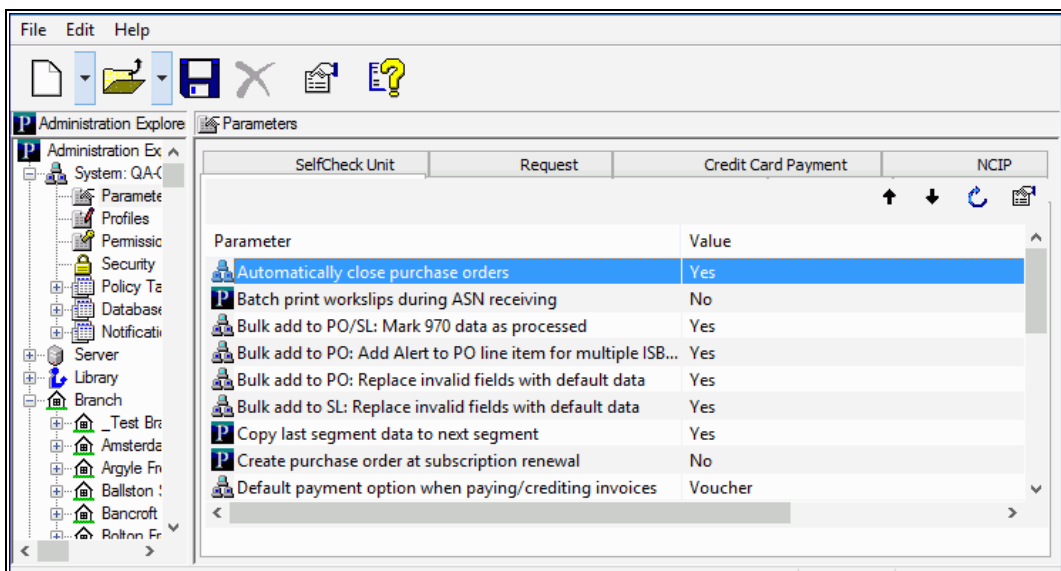 File Edit Help
P Administration Explore
Parameters
P Administration Ex
System: QA-C
Paramete
Profiles
Permissic
Security
Policy Ta
Database
Notificati
Server
Library
Branch
_Test Bra
Amsterda
Argyle Fr
Ballston S
Bancroft
Bolton Fr
SelfCheck Unit Request Credit Card Payment NCIP
Parameter Value
Automatically close purchase orders Yes
P Batch print workslips during ASN receiving No
Bulk add to PO/SL: Mark 970 data as processed Yes
Bulk add to PO: Add Alert to PO line item for multiple ISB... Yes
Bulk add to PO: Replace invalid fields with default data Yes
Bulk add to SL: Replace invalid fields with default data Yes
P Copy last segment data to next segment Yes
P Create purchase order at subscription renewal No
Default payment option when paying/crediting invoices Voucher